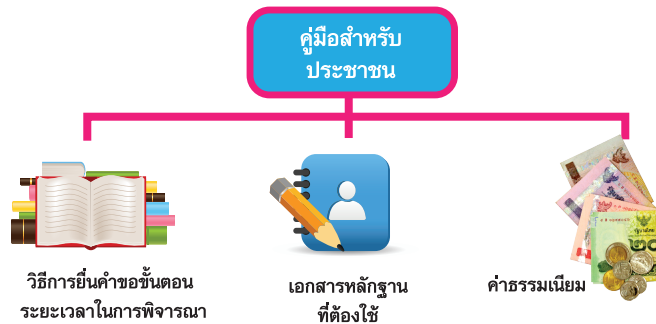 คู่มือสำหรับ
ประชาชน
วิธีการยื่นคำขอขั้นตอน
ระยะเวลาในการพิจารณา
เอกสารหลักฐาน
ที่ต้องใช้
ค่าธรรมเนียม